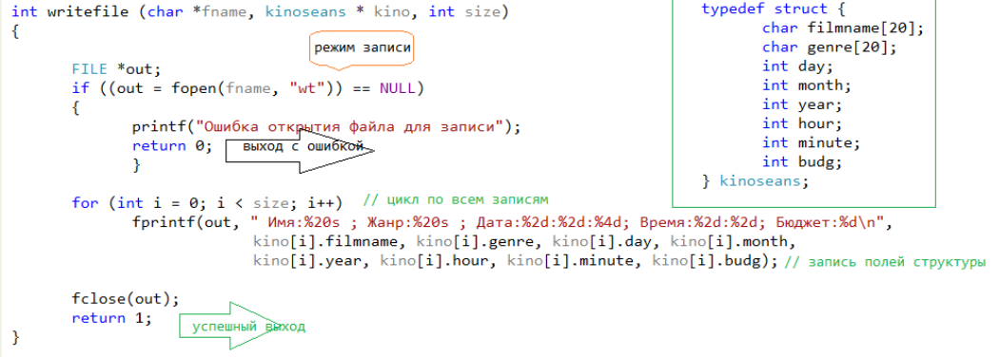 int writefile (char *fname, kinoseans * kino, int size)
{
режим записи
FILE *out;
if ((out = fopen(fname, "wt")) == NULL)
{
printf("Ошибка открытия файла для записи");
return 0; выход с ошибкой
}
for (int i = 0; i < size; i++) // цикл по всем записям
fprintf(out, " Имя:%20s ; Жанр:%20s ; Дата:%2d:%2d:%4d; Время:%2d:%2d; Бюджет:%d\n",
kino[i].filmname, kino[i].genre, kino[i].day, kino[i].month,
kino[i].year, kino[i].hour, kino[i].minute, kino[i].budg); // запись полей структуры
fclose(out);
return 1; успешный выход
}
typedef struct {
char filmname[20];
char genre[20];
int day;
int month;
int year;
int hour;
int minute;
int budg;
} kinoseans;